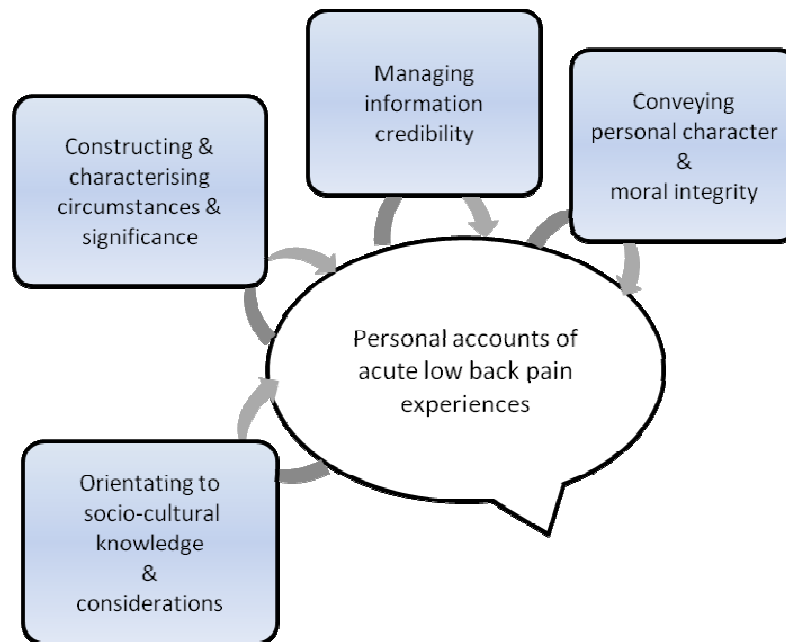 Managing
information
credibility
Conveying
personal character
&
moral integrity
Constructing &
characterising
circumstances &
significance
Personal accounts of
acute low back pain
experiences
Orientating to
socio-cultural
knowledge
&
considerations